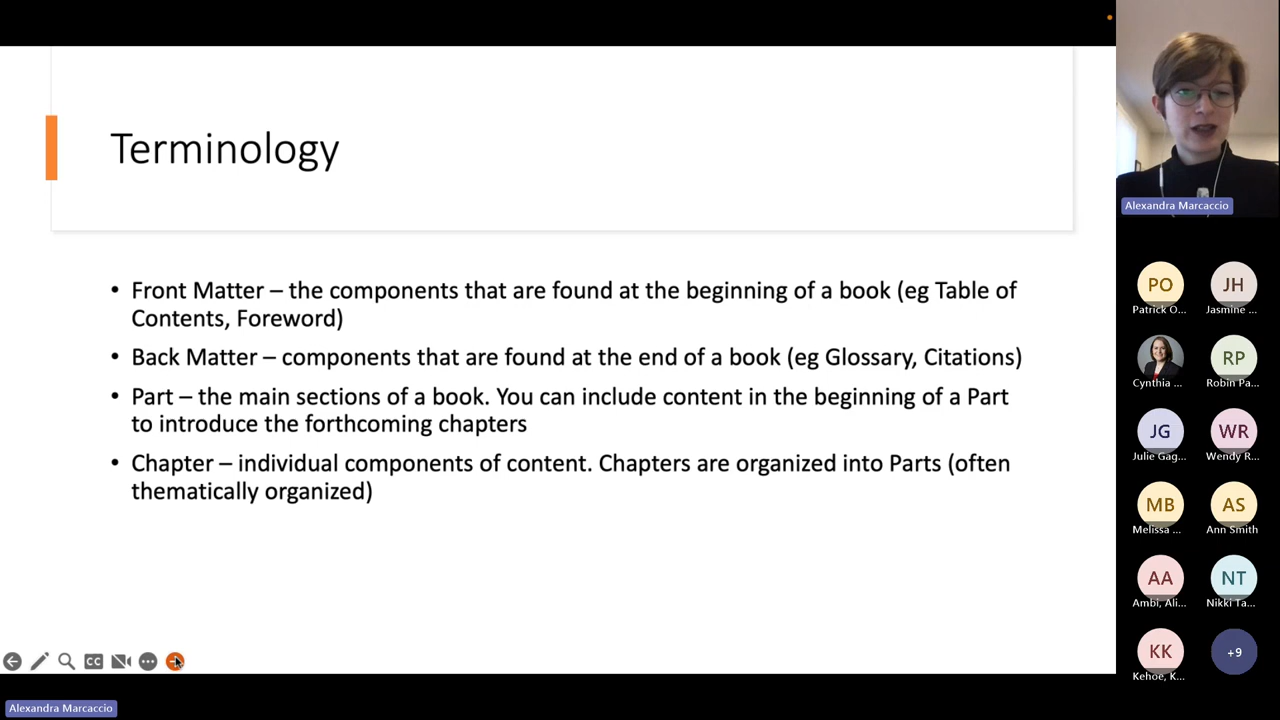 Terminology
• Front Matter – the components that are found at the beginning of a book (eg Table of
Contents, Foreword)
• Back Matter – components that are found at the end of a book (eg Glossary, Citations)
• Part – the main sections of a book. You can include content in the beginning of a Part
to introduce the forthcoming chapters
• Chapter – individual components of content. Chapters are organized into Parts (often
thematically organized)
CC
Alexandra Marcaccio
Alexandra Marcaccio
PO
JH
Patrick O...
Jasmine ...
Cynthia ...
RP
Robin Pa...
JG
WR
Julie Gag...
Wendy R...
MB
AS
Melissa ...
Ann Smith
AA
NT
Ambi, Ali...
Nikki Ta...
KK
+9
Kehoe, K...